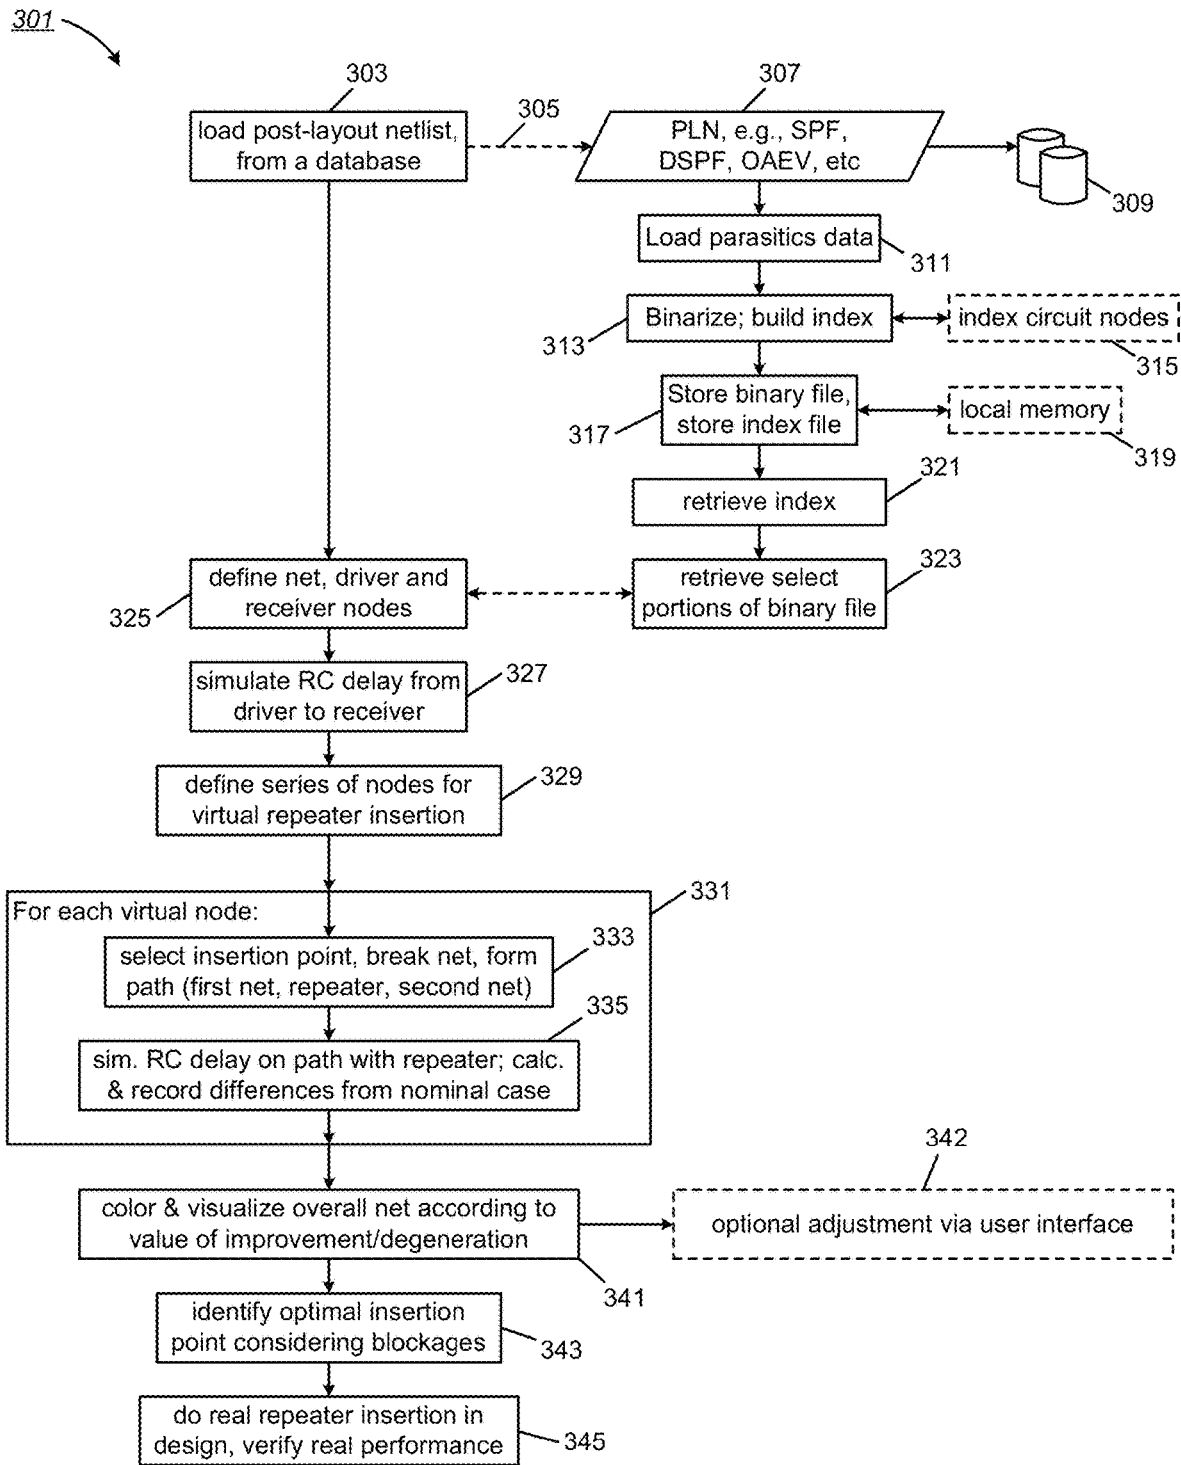 301
303
load post-layout netlist,
from a database
305
307
PLN, e.g., SPF,
DSPF, OAEV, etc
309
Load parasitics data
311
Binarize; build index
313
index circuit nodes
315
Store binary file,
store index file
317
local memory
319
321
retrieve index
323
retrieve select
portions of binary file
define net, driver and
receiver nodes
325
simulate RC delay from
driver to receiver
327
define series of nodes for
virtual repeater insertion
329
331
For each virtual node:
select insertion point, break net, form
path (first net, repeater, second net)
333
335
sim. RC delay on path with repeater; calc.
& record differences from nominal case
342
color & visualize overall net according to
value of improvement/degeneration
optional adjustment via user interface
341
identify optimal insertion
point considering blockages
343
do real repeater insertion in
design, verify real performance
345